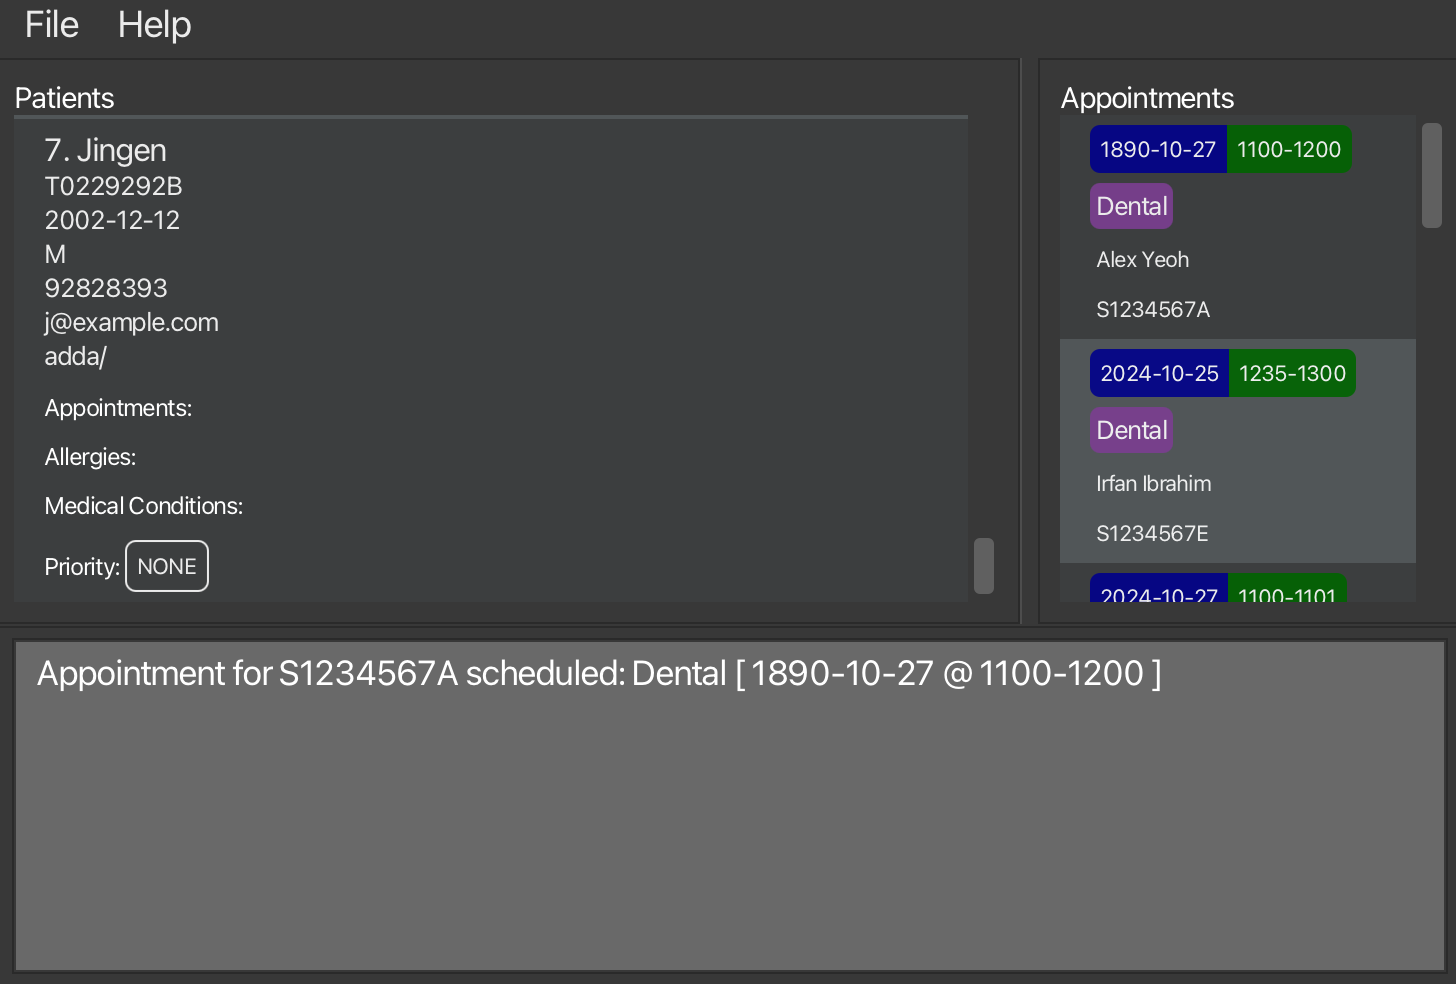 File Help
Patients
7. Jingen
T0229292B
2002-12-12
M
92828393
j@example.com
adda/
Appointments:
Allergies:
Medical Conditions:
Priority: NONE
Appointments
1890-10-27 1100-1200
Dental
Alex Yeoh
S1234567A
2024-10-25 1235-1300
Dental
Irfan Ibrahim
S1234567E
2024-10-27 1100-1101
Appointment for S1234567A scheduled: Dental [ 1890-10-27 @ 1100-1200 ]